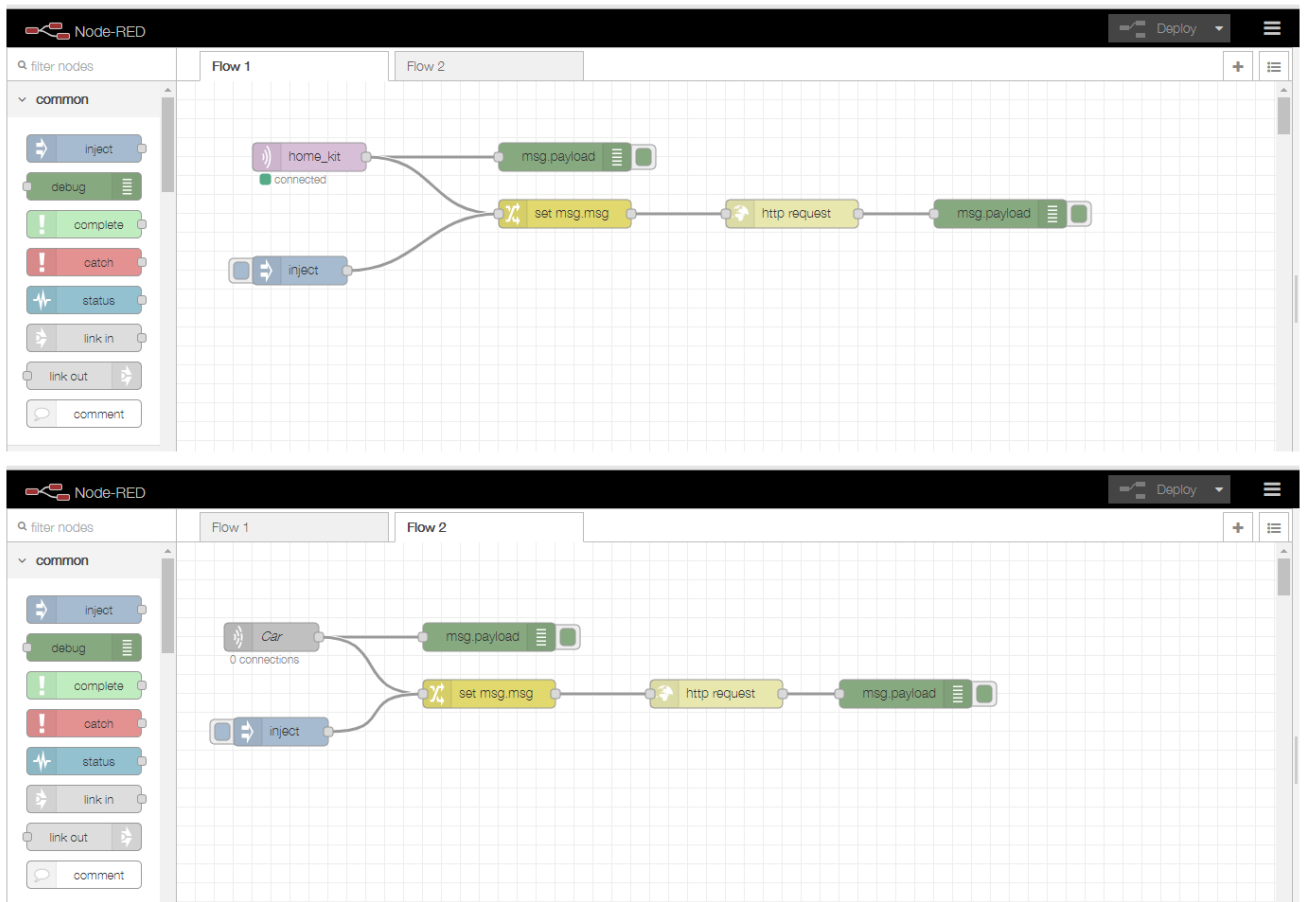 Node-RED
Deploy
filter nodes
Flow 1
Flow 2
common
inject
debug
complete
catch
status
link in
link out
comment
home_kit
connected
msg.payload
set msg.msg
http request
msg.payload
inject
Node-RED
Deploy
filter nodes
Flow 1
Flow 2
common
inject
debug
complete
catch
status
link in
link out
comment
Car
0 connections
msg.payload
set msg.msg
http request
msg.payload
inject